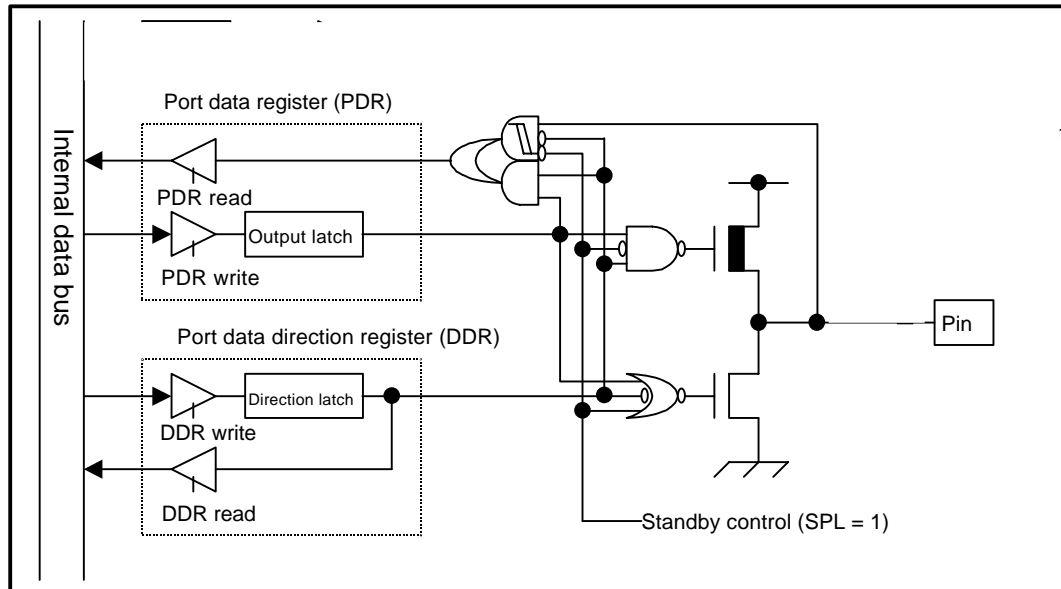 Internal data bus
Port data register (PDR)
PDR read
Output latch
PDR write
Port data direction register (DDR)
Pin
Direction latch
DDR write
DDR read
Standby control (SPL = 1)